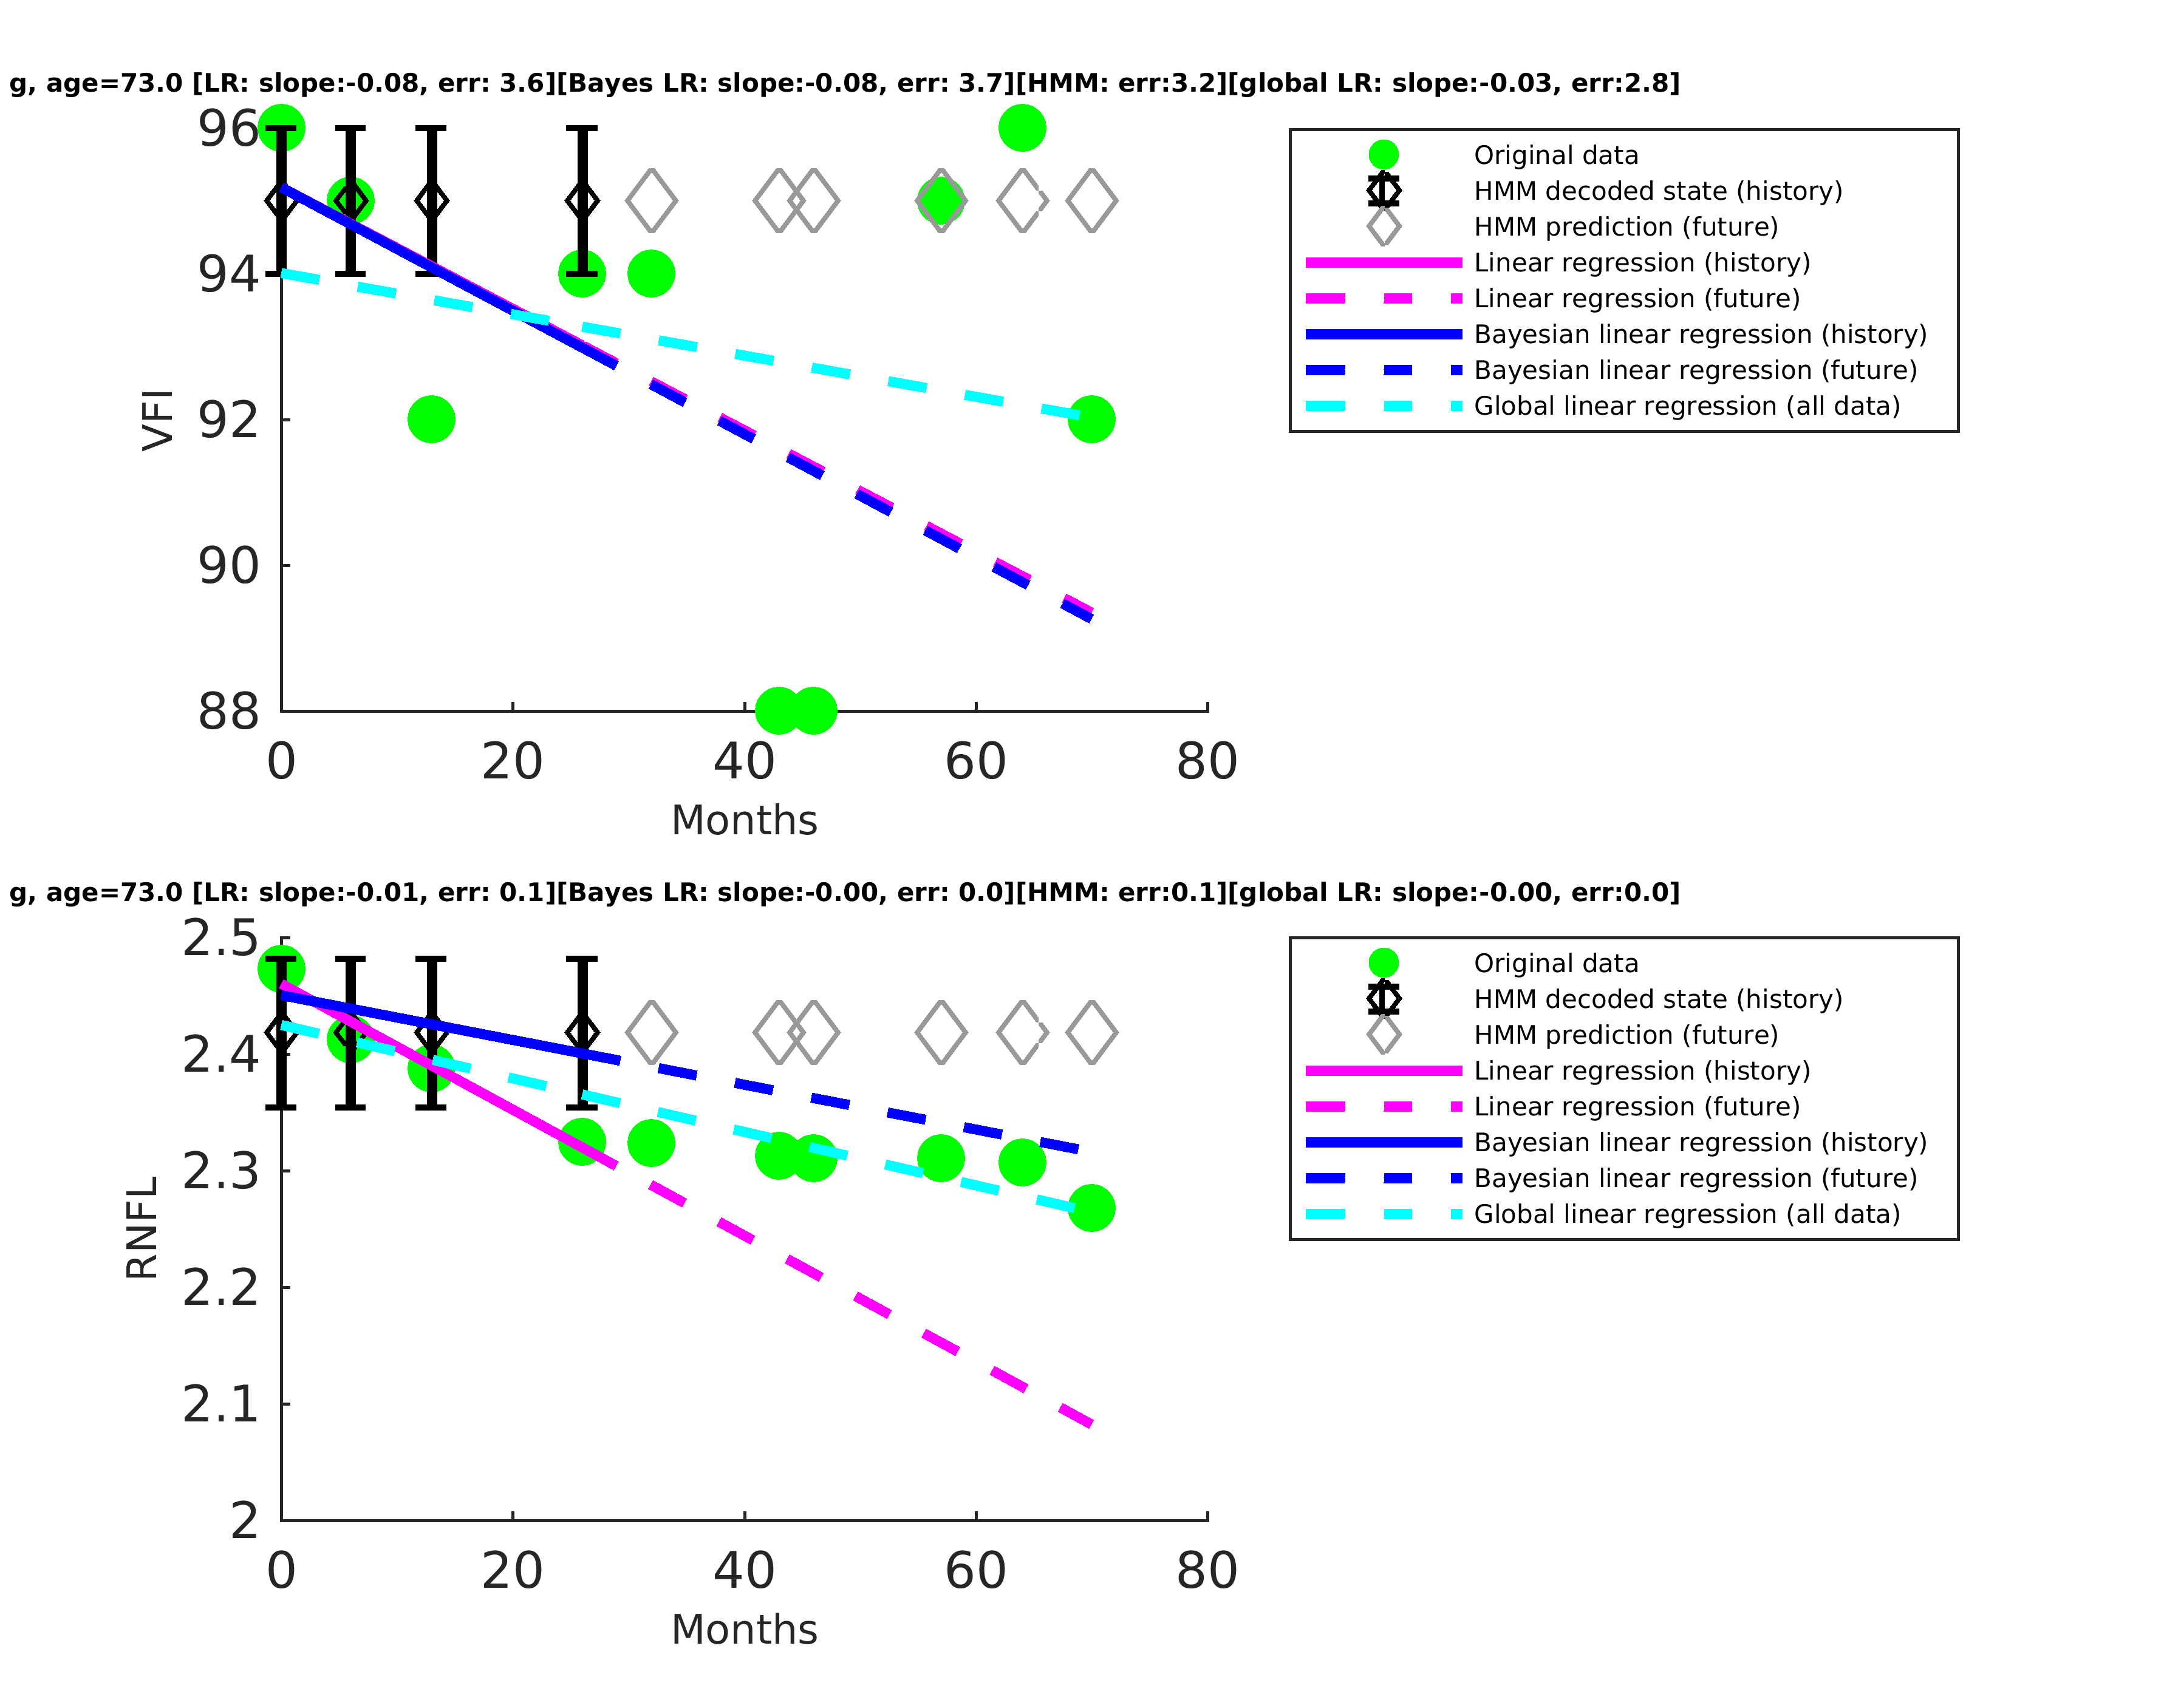 g, age=73.0 [LR: slope:-0.08, err: 3.6][Bayes LR: slope:-0.08, err: 3.7][HMM: err:3.2][global LR: slope:-0.03, err:2.8]
96
94
92
90
88
VFI
0 20 40 60 80
Months
Original data
HMM decoded state (history)
HMM prediction (future)
Linear regression (history)
Linear regression (future)
Bayesian linear regression (history)
Bayesian linear regression (future)
Global linear regression (all data)
g, age=73.0 [LR: slope:-0.01, err: 0.1][Bayes LR: slope:-0.00, err: 0.0][HMM: err:0.1][global LR: slope:-0.00, err:0.0]
2.5
2.4
2.3
2.2
2.1
2
RNFL
0 20 40 60 80
Months
Original data
HMM decoded state (history)
HMM prediction (future)
Linear regression (history)
Linear regression (future)
Bayesian linear regression (history)
Bayesian linear regression (future)
Global linear regression (all data)